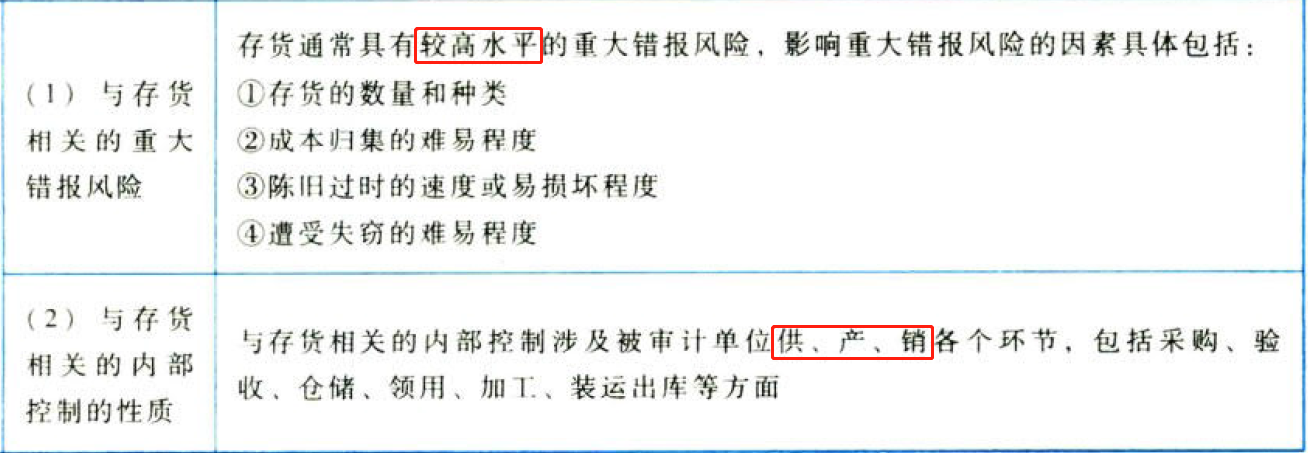 (1) 与存货
相关的重大
错报风险
存货通常具有较高水平的重大错报风险，影响重大错报风险的因素具体包括：
①存货的数量和种类
②成本归集的难易程度
③陈旧过时的速度或易损坏程度
④遭受失窃的难易程度
(2) 与存货
相关的内部
控制的性质
与存货相关的内部控制涉及被审计单位供、产、销各个环节，包括采购、验
收、仓储、领用、加工、装运出库等方面